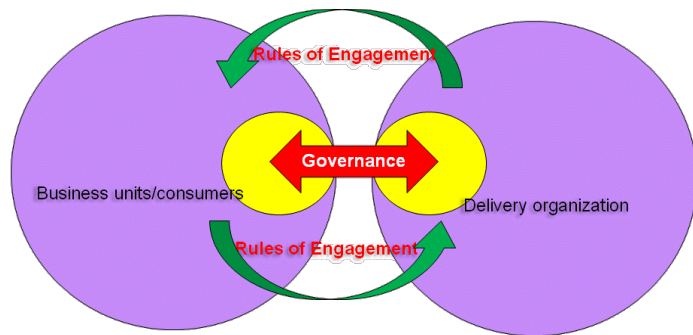 Rules of Engagement
Governance
Business units/consumers
Delivery organization
Rules of Engagement